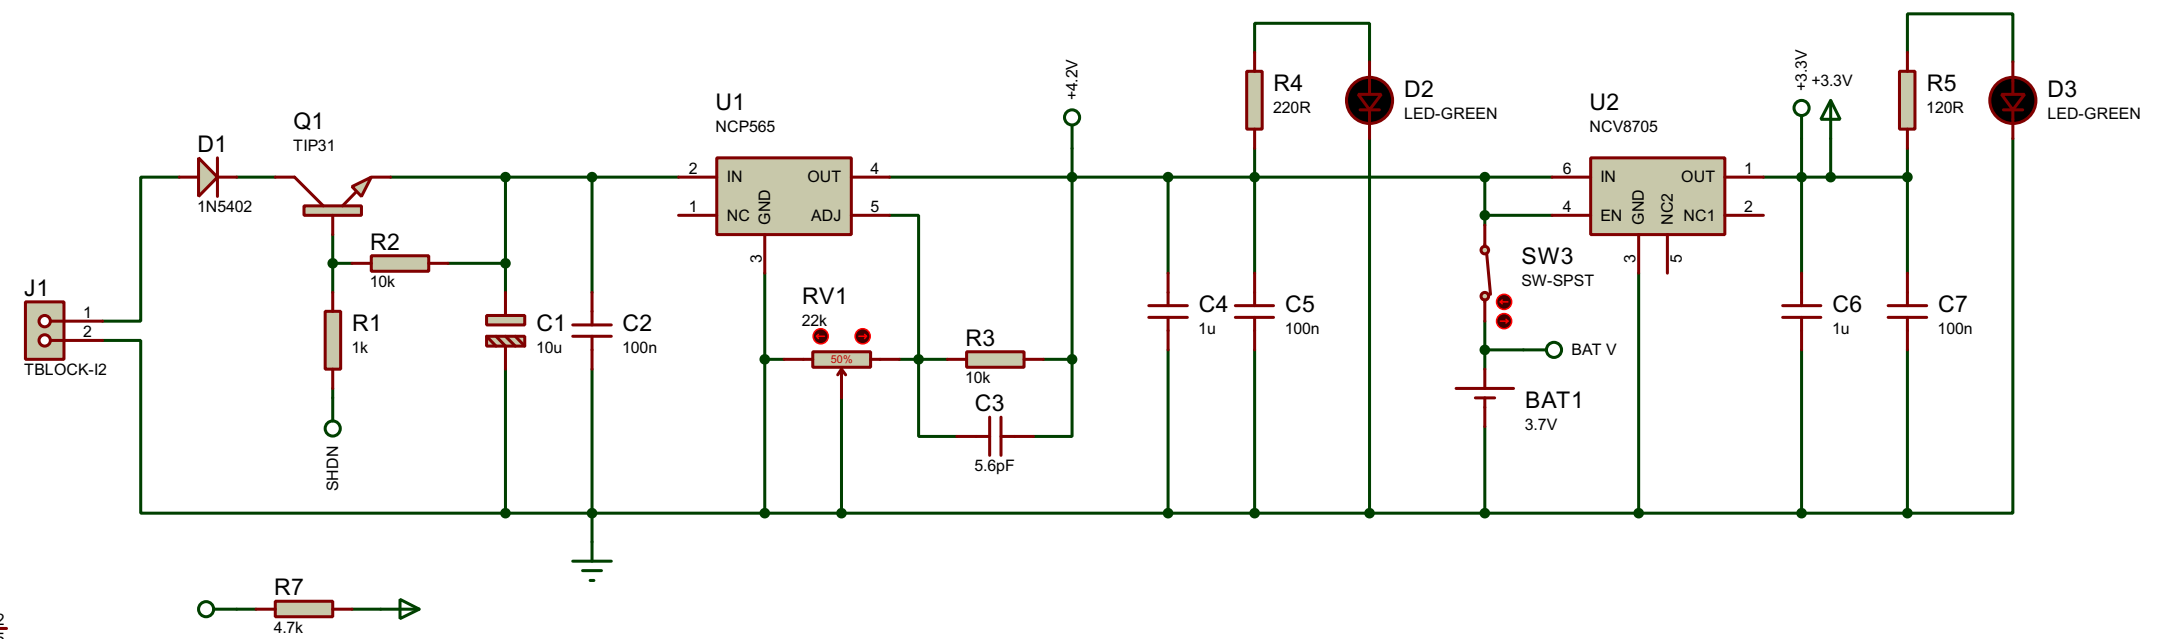 J1
1
2
TBLOCK-I2
D1
1N5402
Q1
TIP31
R2
10k
R1
1k
SHDN
C1
10u
C2
100n
U1
NCP565
2
IN
OUT
4
1
NC
GND
ADJ
5
3
RV1
22k
50%
R3
10k
C3
5.6pF
+4.2V
C4
1u
C5
100n
R4
220R
D2
LED-GREEN
SW3
SW-SPST
BAT V
BAT1
3.7V
U2
NCV8705
6
IN
OUT
1
4
EN
GND
NC2
NC1
2
3
5
+3.3V
+3.3V
C6
1u
C7
100n
R5
120R
D3
LED-GREEN
R7
4.7k
2